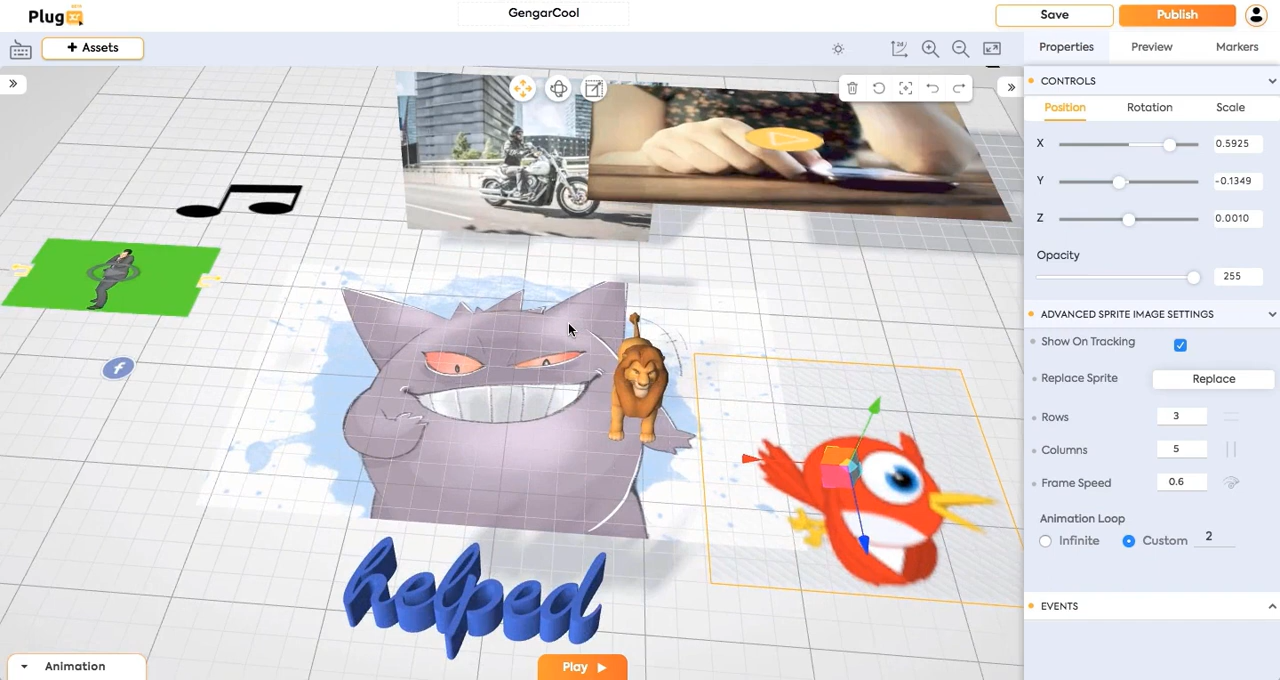 PlugXR BETA
GengarCool
Save
Publish
+ Assets
Properties
Preview
Markers
CONTROLS
Position
Rotation
Scale
X
0.5925
Y
-0.1349
Z
0.0010
Opacity
255
ADVANCED SPRITE IMAGE SETTINGS
Show On Tracking
Replace Sprite
Replace
Rows
3
Columns
5
Frame Speed
0.6
Animation Loop
Infinite
Custom
2
EVENTS
f
helped
Animation
Play